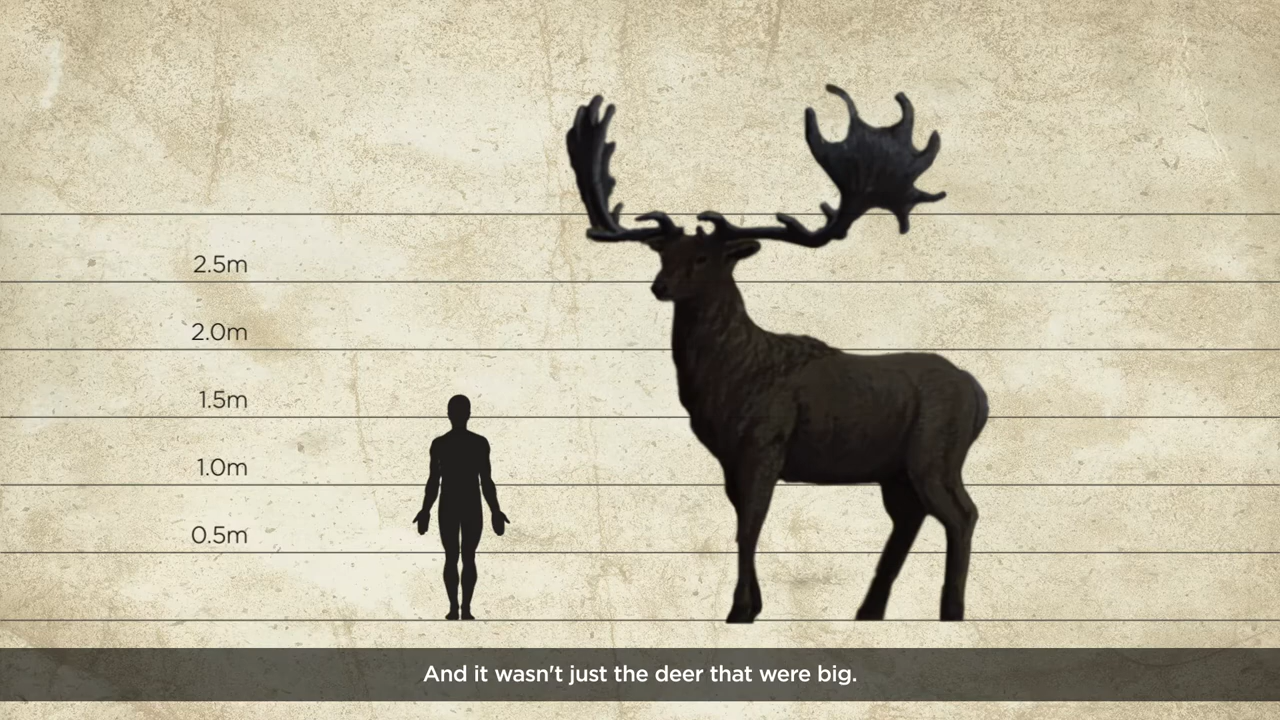 2.5m
2.0m
1.5m
1.0m
0.5m
And it wasn't just the deer that were big.